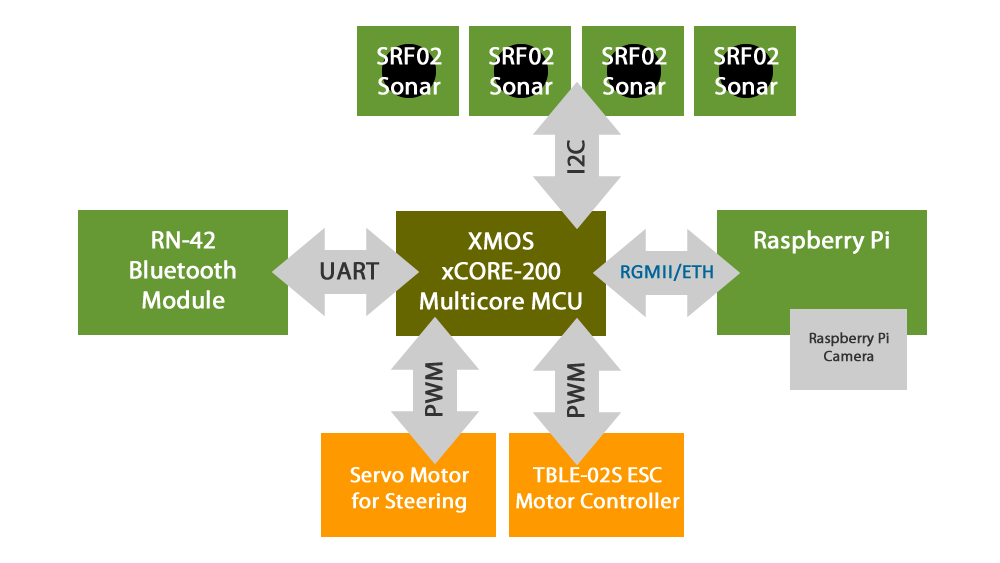 SRF02
Sonar
SRF02
Sonar
SRF02
Sonar
SRF02
Sonar
I2C
RN-42
Bluetooth
Module
UART
XMOS
xCORE-200
Multicore MCU
RGMII/ETH
Raspberry Pi
Raspberry Pi
Camera
PWM
PWM
Servo Motor
for Steering
TBLE-02S ESC
Motor Controller